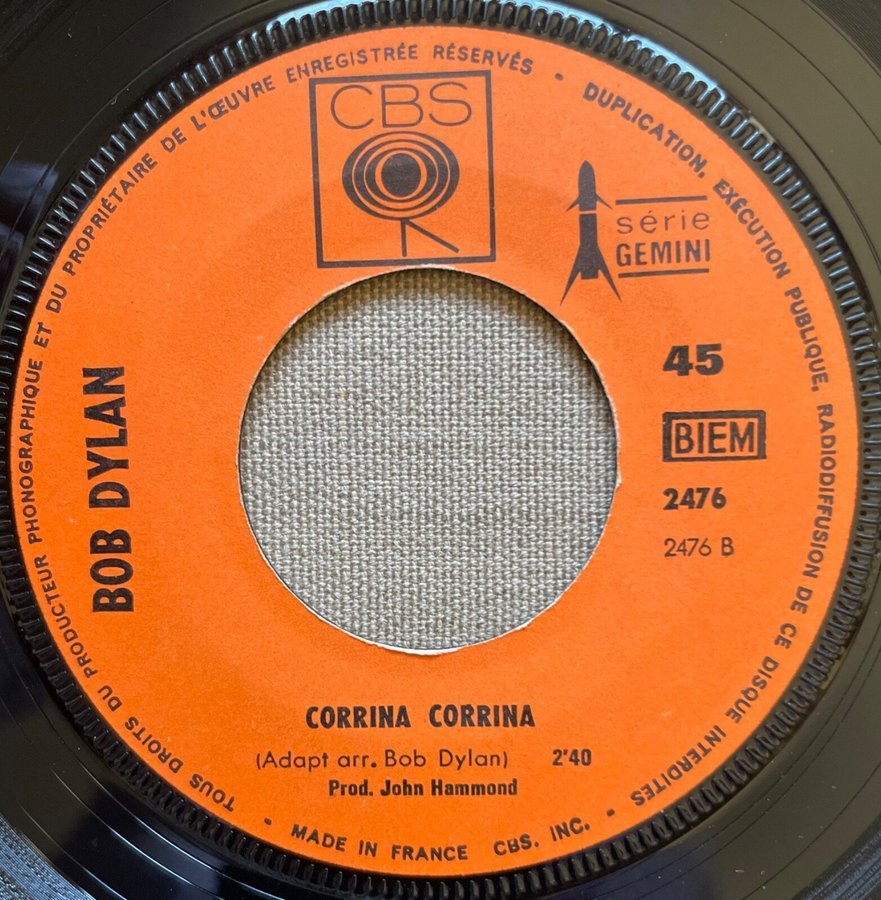 TOUS DROITS DU PRODUCTEUR PHONOGRAPHIQUE ET DU PROPRIÉTAIRE DE L'ŒUVRE ENREGISTRÉE RÉSERVÉS - DUPLICATION, EXÉCUTION PUBLIQUE, RADIODIFFUSION DE CE DISQUE INTERDITES -
CBS
série
GEMINI
45
BIEM
2476
2476 B
BOB DYLAN
CORRINA CORRINA
(Adapt arr. Bob Dylan) 2'40
Prod. John Hammond
- MADE IN FRANCE CBS. INC. -